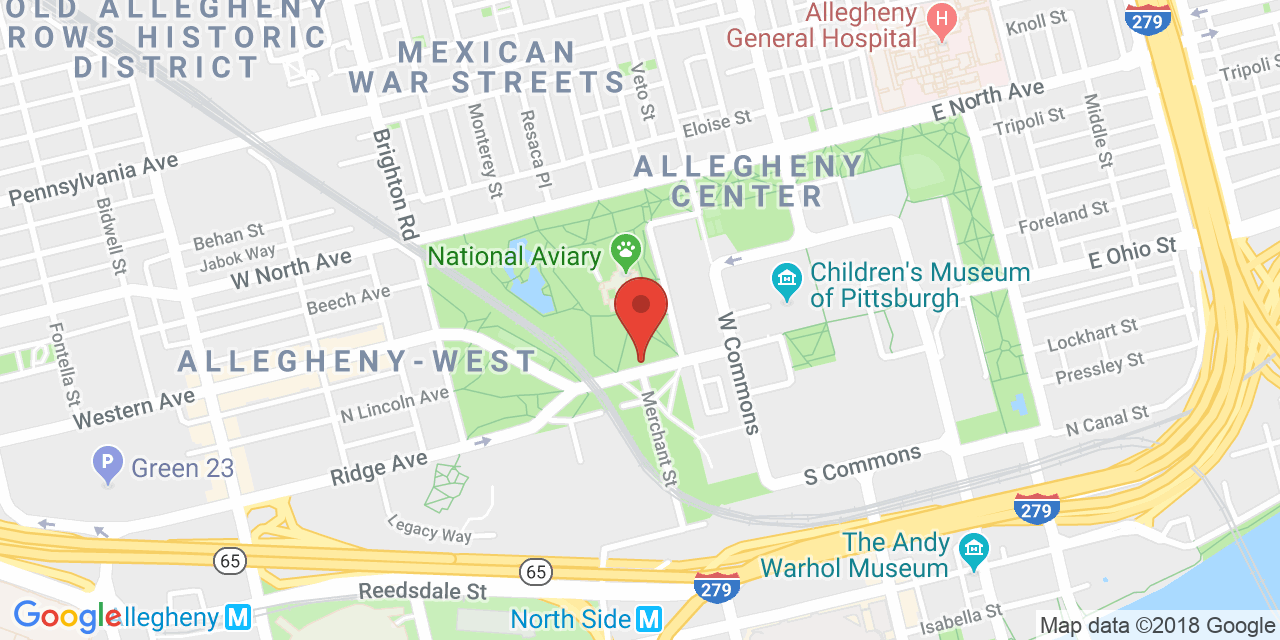 OLD ALLEGHENY
ROWS HISTORIC
DISTRICT
MEXICAN
WAR STREETS
Allegheny
General Hospital
H
Knoll St
279
Tripoli St
Veto St
Eloise St
E North Ave
Tripoli St
Middle St
Monterey St
Resaca Pl
Brighton Rd
Pennsylvania Ave
ALLEGHENY
CENTER
Bidwell St
Behan St
Jabok Way
W North Ave
Beech Ave
National Aviary
Foreland St
E Ohio St
Children's Museum
of Pittsburgh
W Commons
Lockhart St
Pressley St
Fontella St
ALLEGHENY-WEST
Western Ave
N Lincoln Ave
Merchant St
N Canal St
P
Green 23
Ridge Ave
S Commons
279
Legacy Way
65
65
279
The Andy
Warhol Museum
Reedsdale St
Google
Allegheny M
North Side M
Isabella St
Map data ©2018 Google